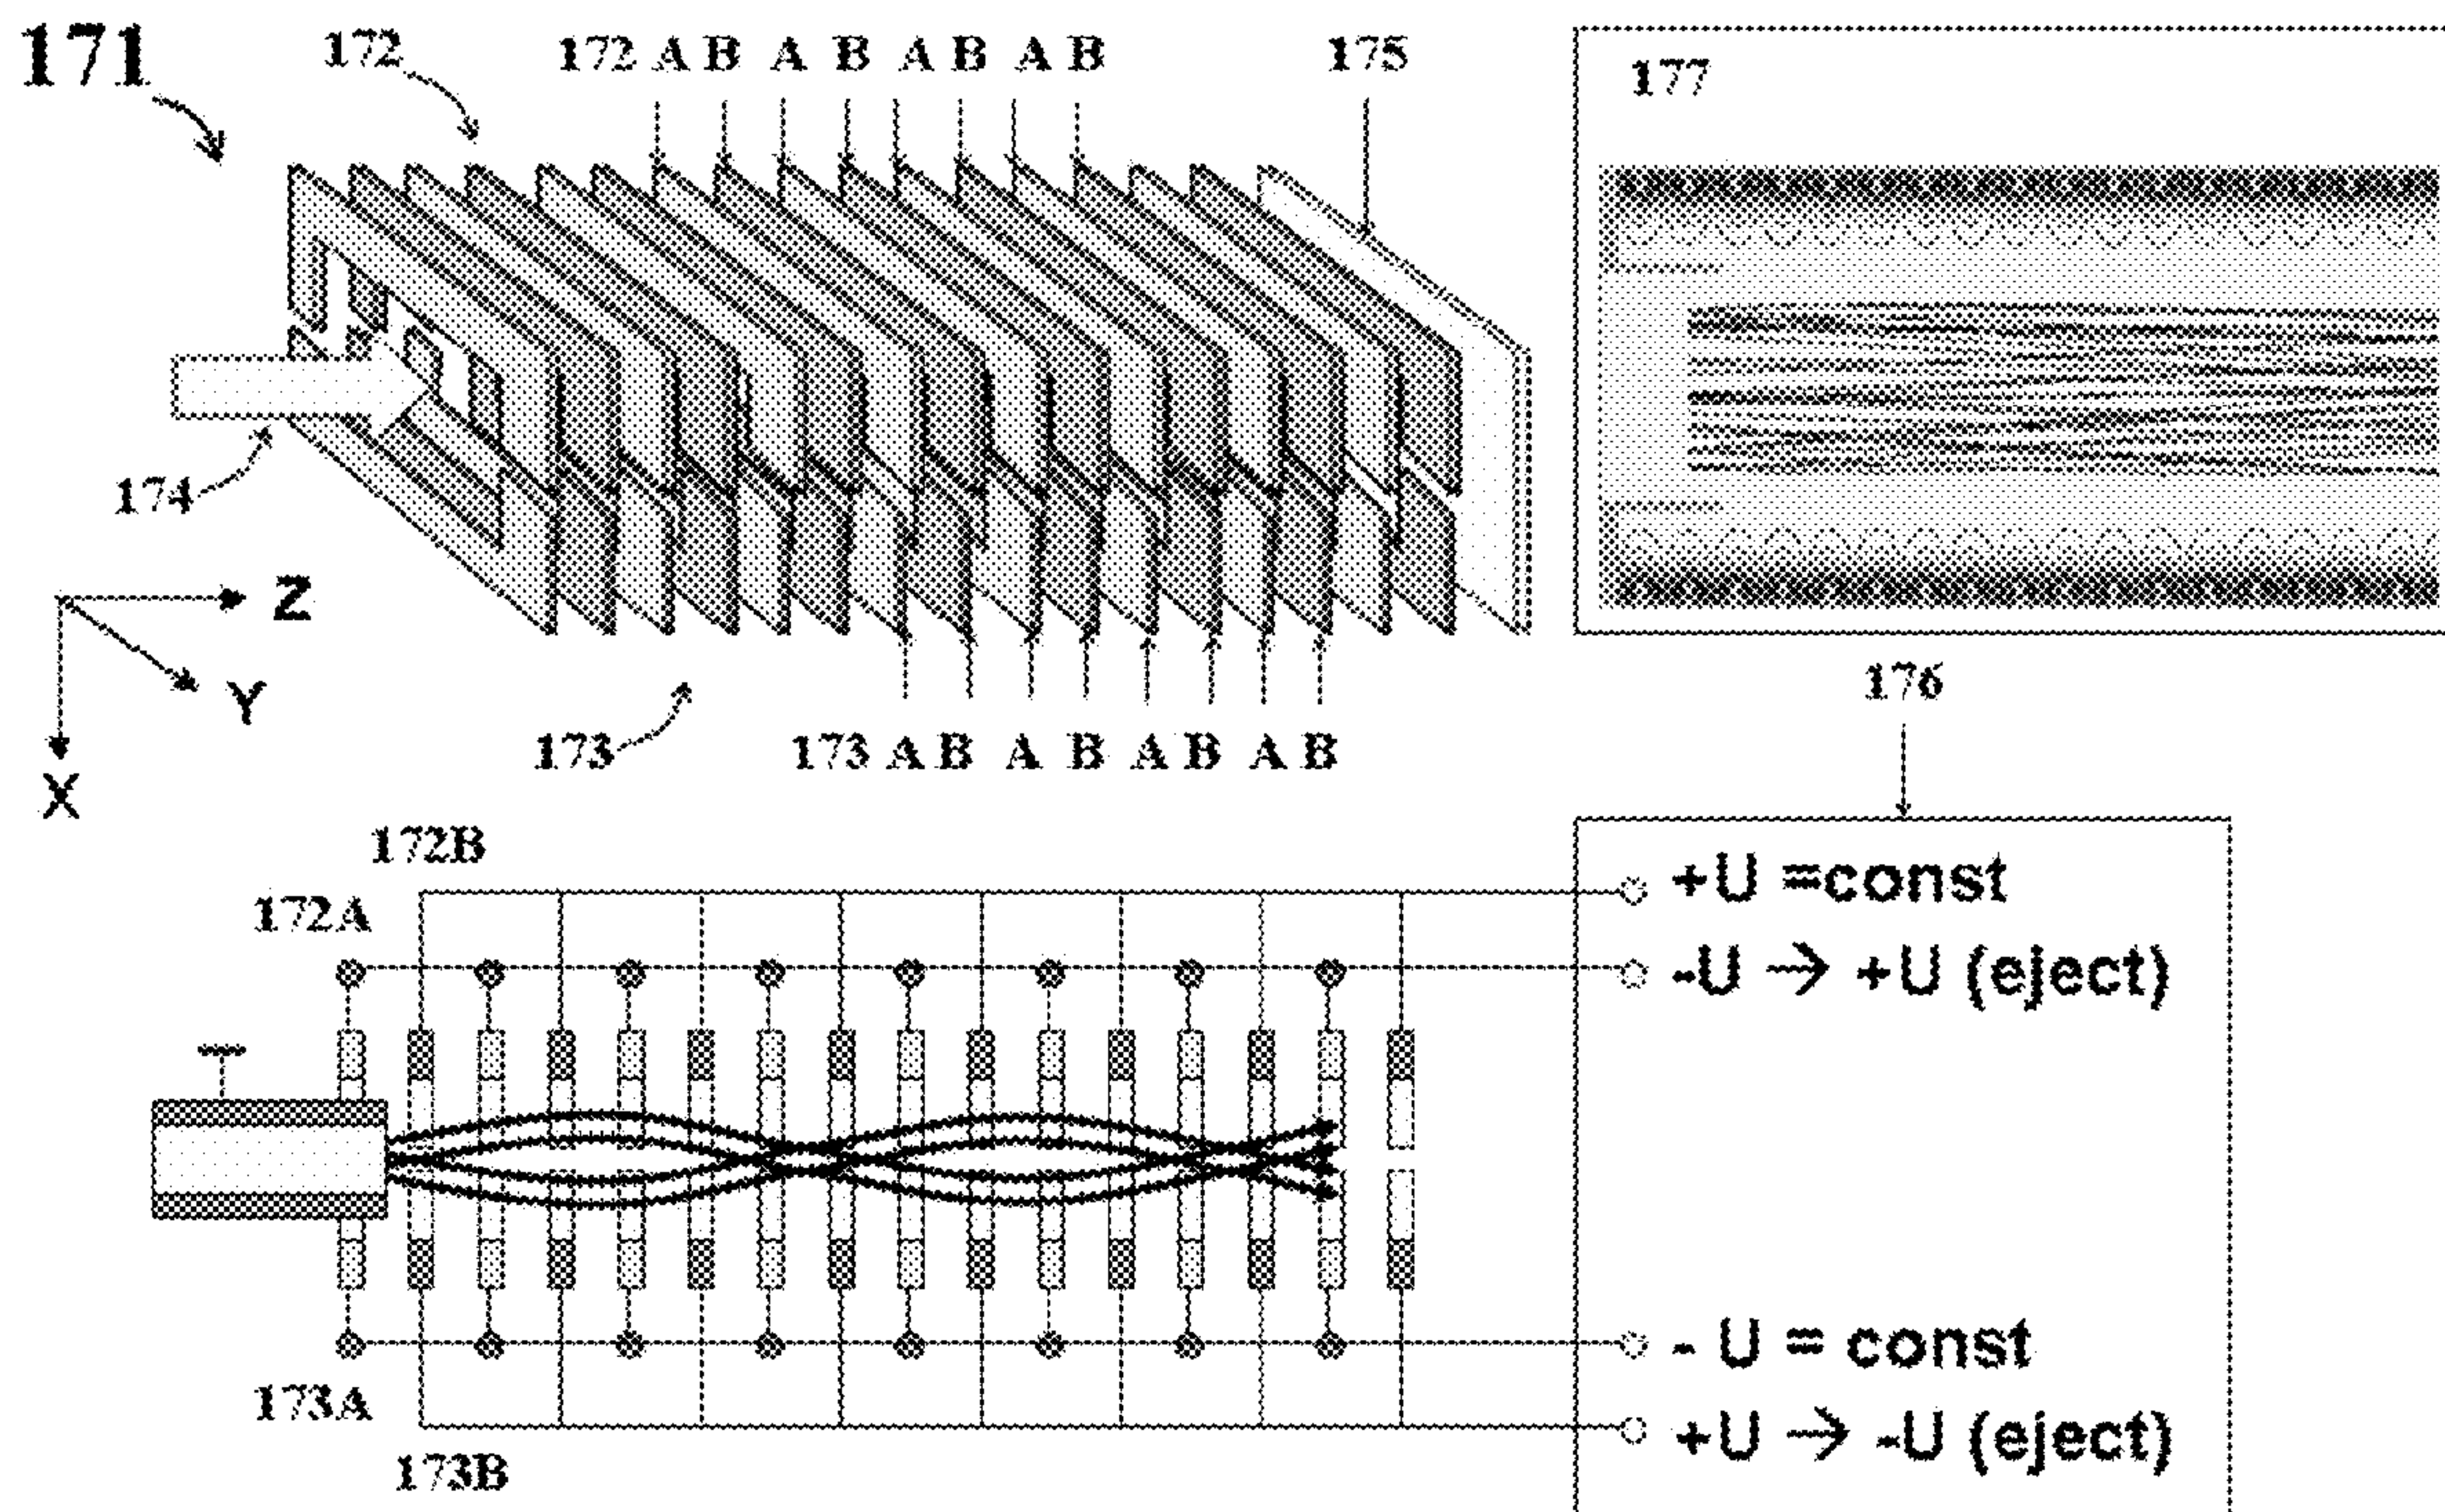 171
172
172 A B A B A B A B
175
177
174
Z
Y
X
173
173 A B A B A B A B
176
172B
172A
+U =const
-U → +U (eject)
- U = const
173A
+U → -U (eject)
173B